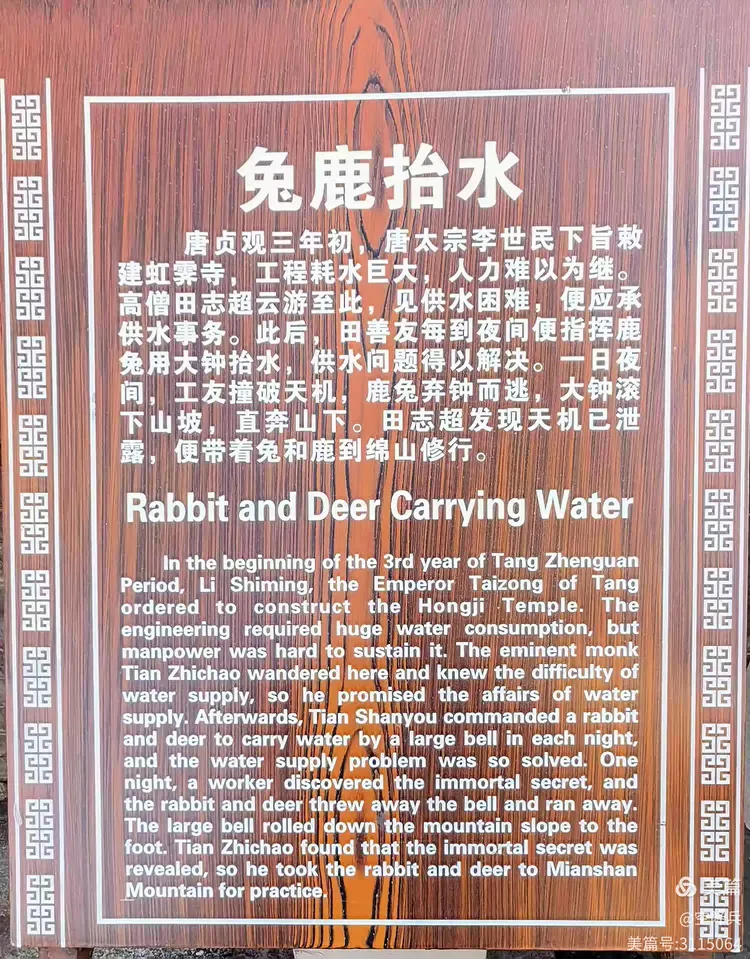 兔鹿抬水
唐贞观三年初，唐太宗李世民下旨敕
建虹霁寺，工程耗水巨大，人力难以为继。
高僧田志超云游至此，见供水困难，便应承
供水事务。此后，田善友每到夜间便指挥鹿
兔用大钟抬水，供水问题得以解决。一日夜
间，工友撞破天机，鹿兔弃钟而逃，大钟滚
下山坡，直奔山下。田志超发现天机已泄
露，便带着兔和鹿到绵山修行。
Rabbit and Deer Carrying Water
In the beginning of the 3rd year of Tang Zhenguan
Period, Li Shiming, the Emperor Taizong of Tang
ordered to construct the Hongji Temple. The
engineering required huge water consumption, but
manpower was hard to sustain it. The eminent monk
Tian Zhichao wandered here and knew the difficulty of
water supply, so he promised the affairs of water
supply. Afterwards, Tian Shanyou commanded a rabbit
and deer to carry water by a large bell in each night,
and the water supply problem was so solved. One
night, a worker discovered the immortal secret, and
the rabbit and deer threw away the bell and ran away.
The large bell rolled down the mountain slope to the
foot. Tian Zhichao found that the immortal secret was
revealed, so he took the rabbit and deer to Mianshan
Mountain for practice.
美篇
美篇号:3115064